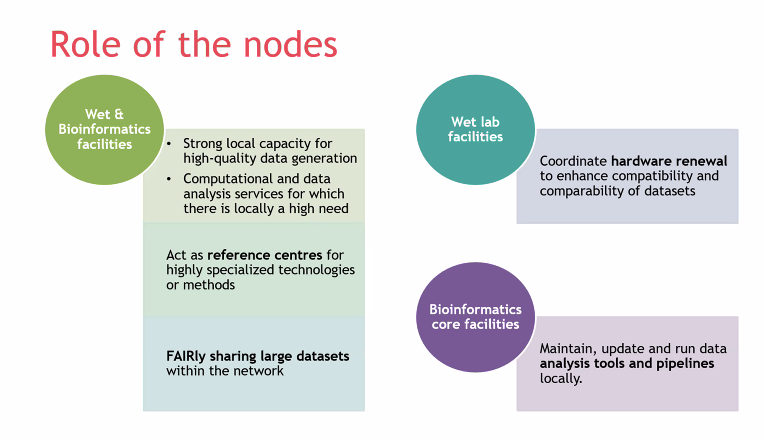 Role of the nodes
Wet &
Bioinformatics
facilities
• Strong local capacity for
high-quality data generation
• Computational and data
analysis services for which
there is locally a high need
Act as reference centres for
highly specialized technologies
or methods
FAIRly sharing large datasets
within the network
Wet lab
facilities
Coordinate hardware renewal
to enhance compatibility and
comparability of datasets
Bioinformatics
core facilities
Maintain, update and run data
analysis tools and pipelines
locally.